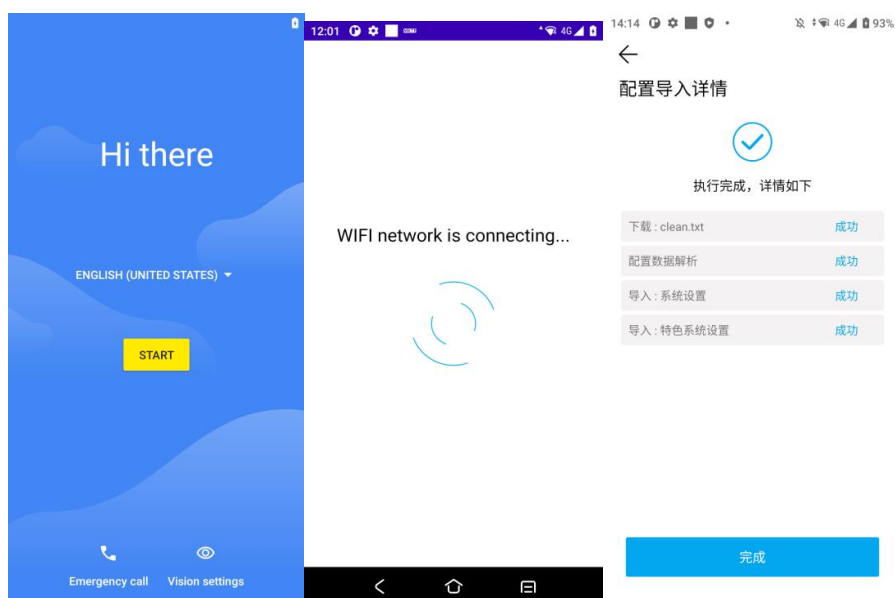 Hi there
ENGLISH (UNITED STATES)
START
Emergency call
Vision settings
12:01
4G
WIFI network is connecting...
14:14
4G
93%
配置导入详情
执行完成，详情如下
下载 : clean.txt
成功
配置数据解析
成功
导入 : 系统设置
成功
导入 : 特色系统设置
成功
完成